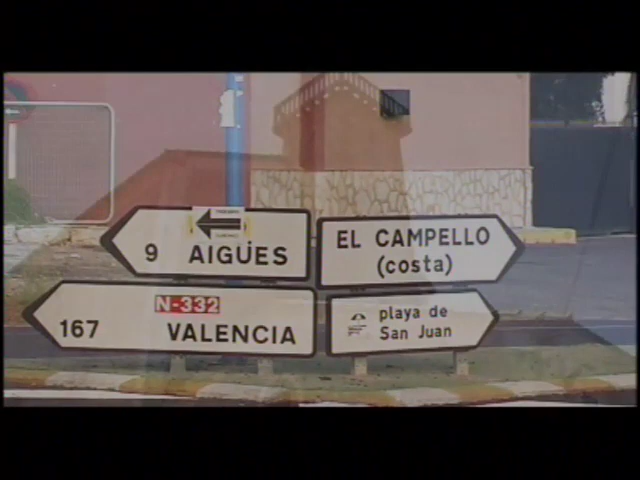 9 AIGÜES
EL CAMPELLO
(costa)
N-332
167 VALENCIA
playa de
San Juan